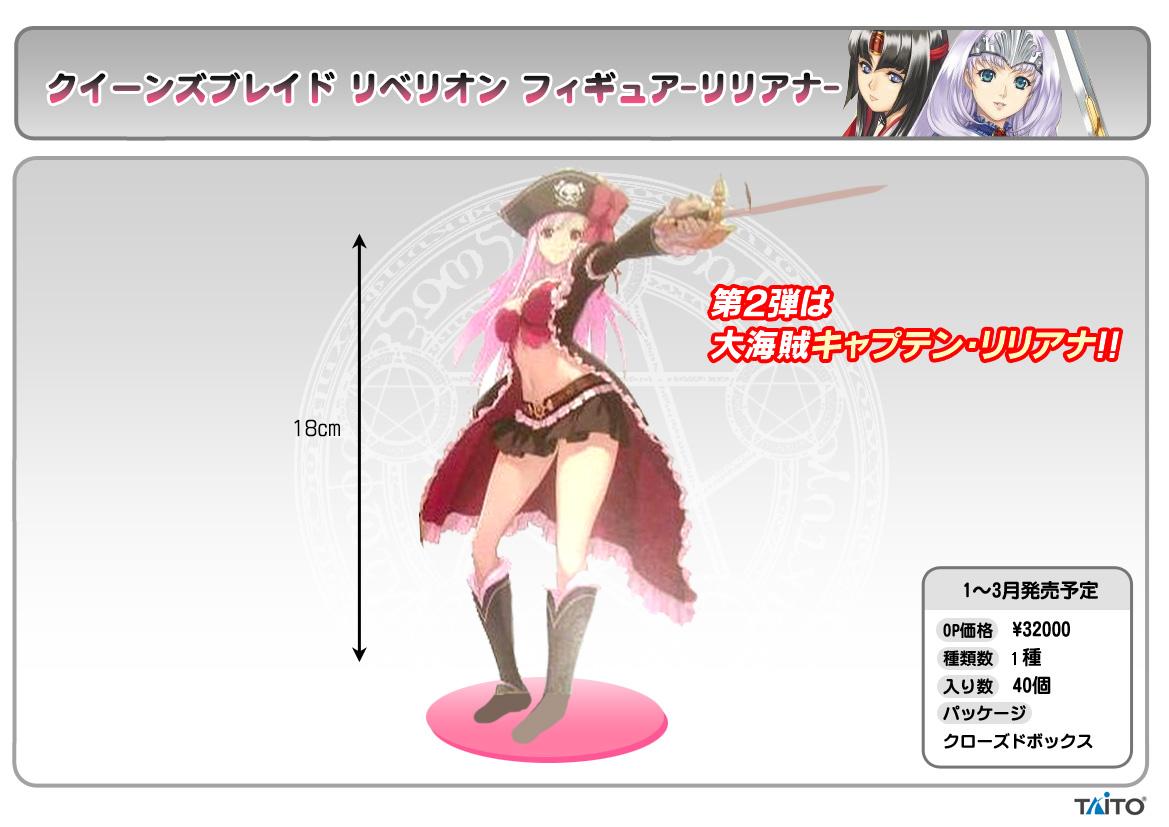 クイーンズブレイド リベリオン フィギュア-リリアナ-
第2弾は
大海賊キャプテン・リリアナ!!
18cm
1〜3月発売予定
OP価格 ¥32000
種類数 1種
入り数 40個
パッケージ
クローズドボックス
TAITO®